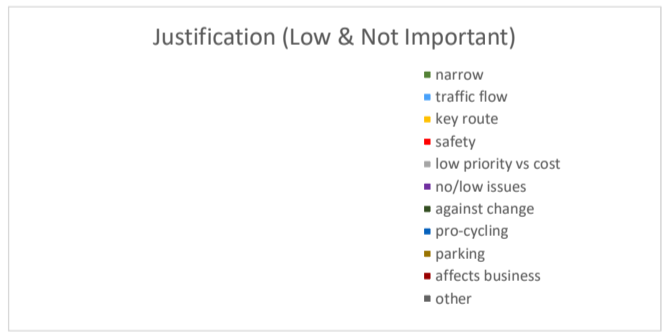 Justification (Low & Not Important)
narrow
traffic flow
key route
safety
low priority vs cost
no/low issues
against change
pro-cycling
parking
affects business
other